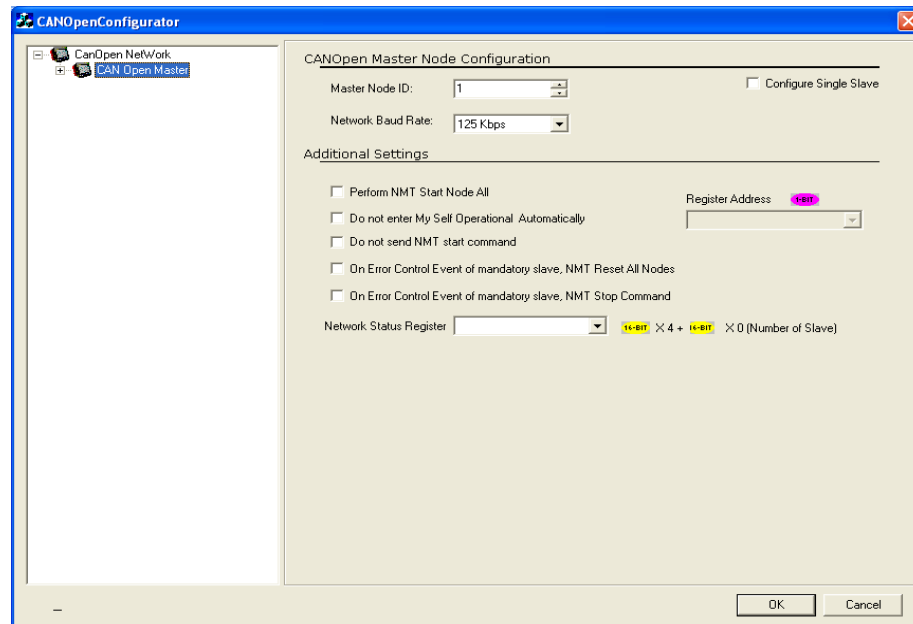 CANOpenConfigurator
CanOpen NetWork
CAN Open Master
CANOpen Master Node Configuration
Master Node ID: 1
Configure Single Slave
Network Baud Rate: 125 Kbps
Additional Settings
Perform NMT Start Node All
Register Address 1-BIT
Do not enter My Self Operational Automatically
Do not send NMT start command
On Error Control Event of mandatory slave, NMT Reset All Nodes
On Error Control Event of mandatory slave, NMT Stop Command
Network Status Register 16-BIT X 4 + 16-BIT X 0 (Number of Slave)
OK Cancel